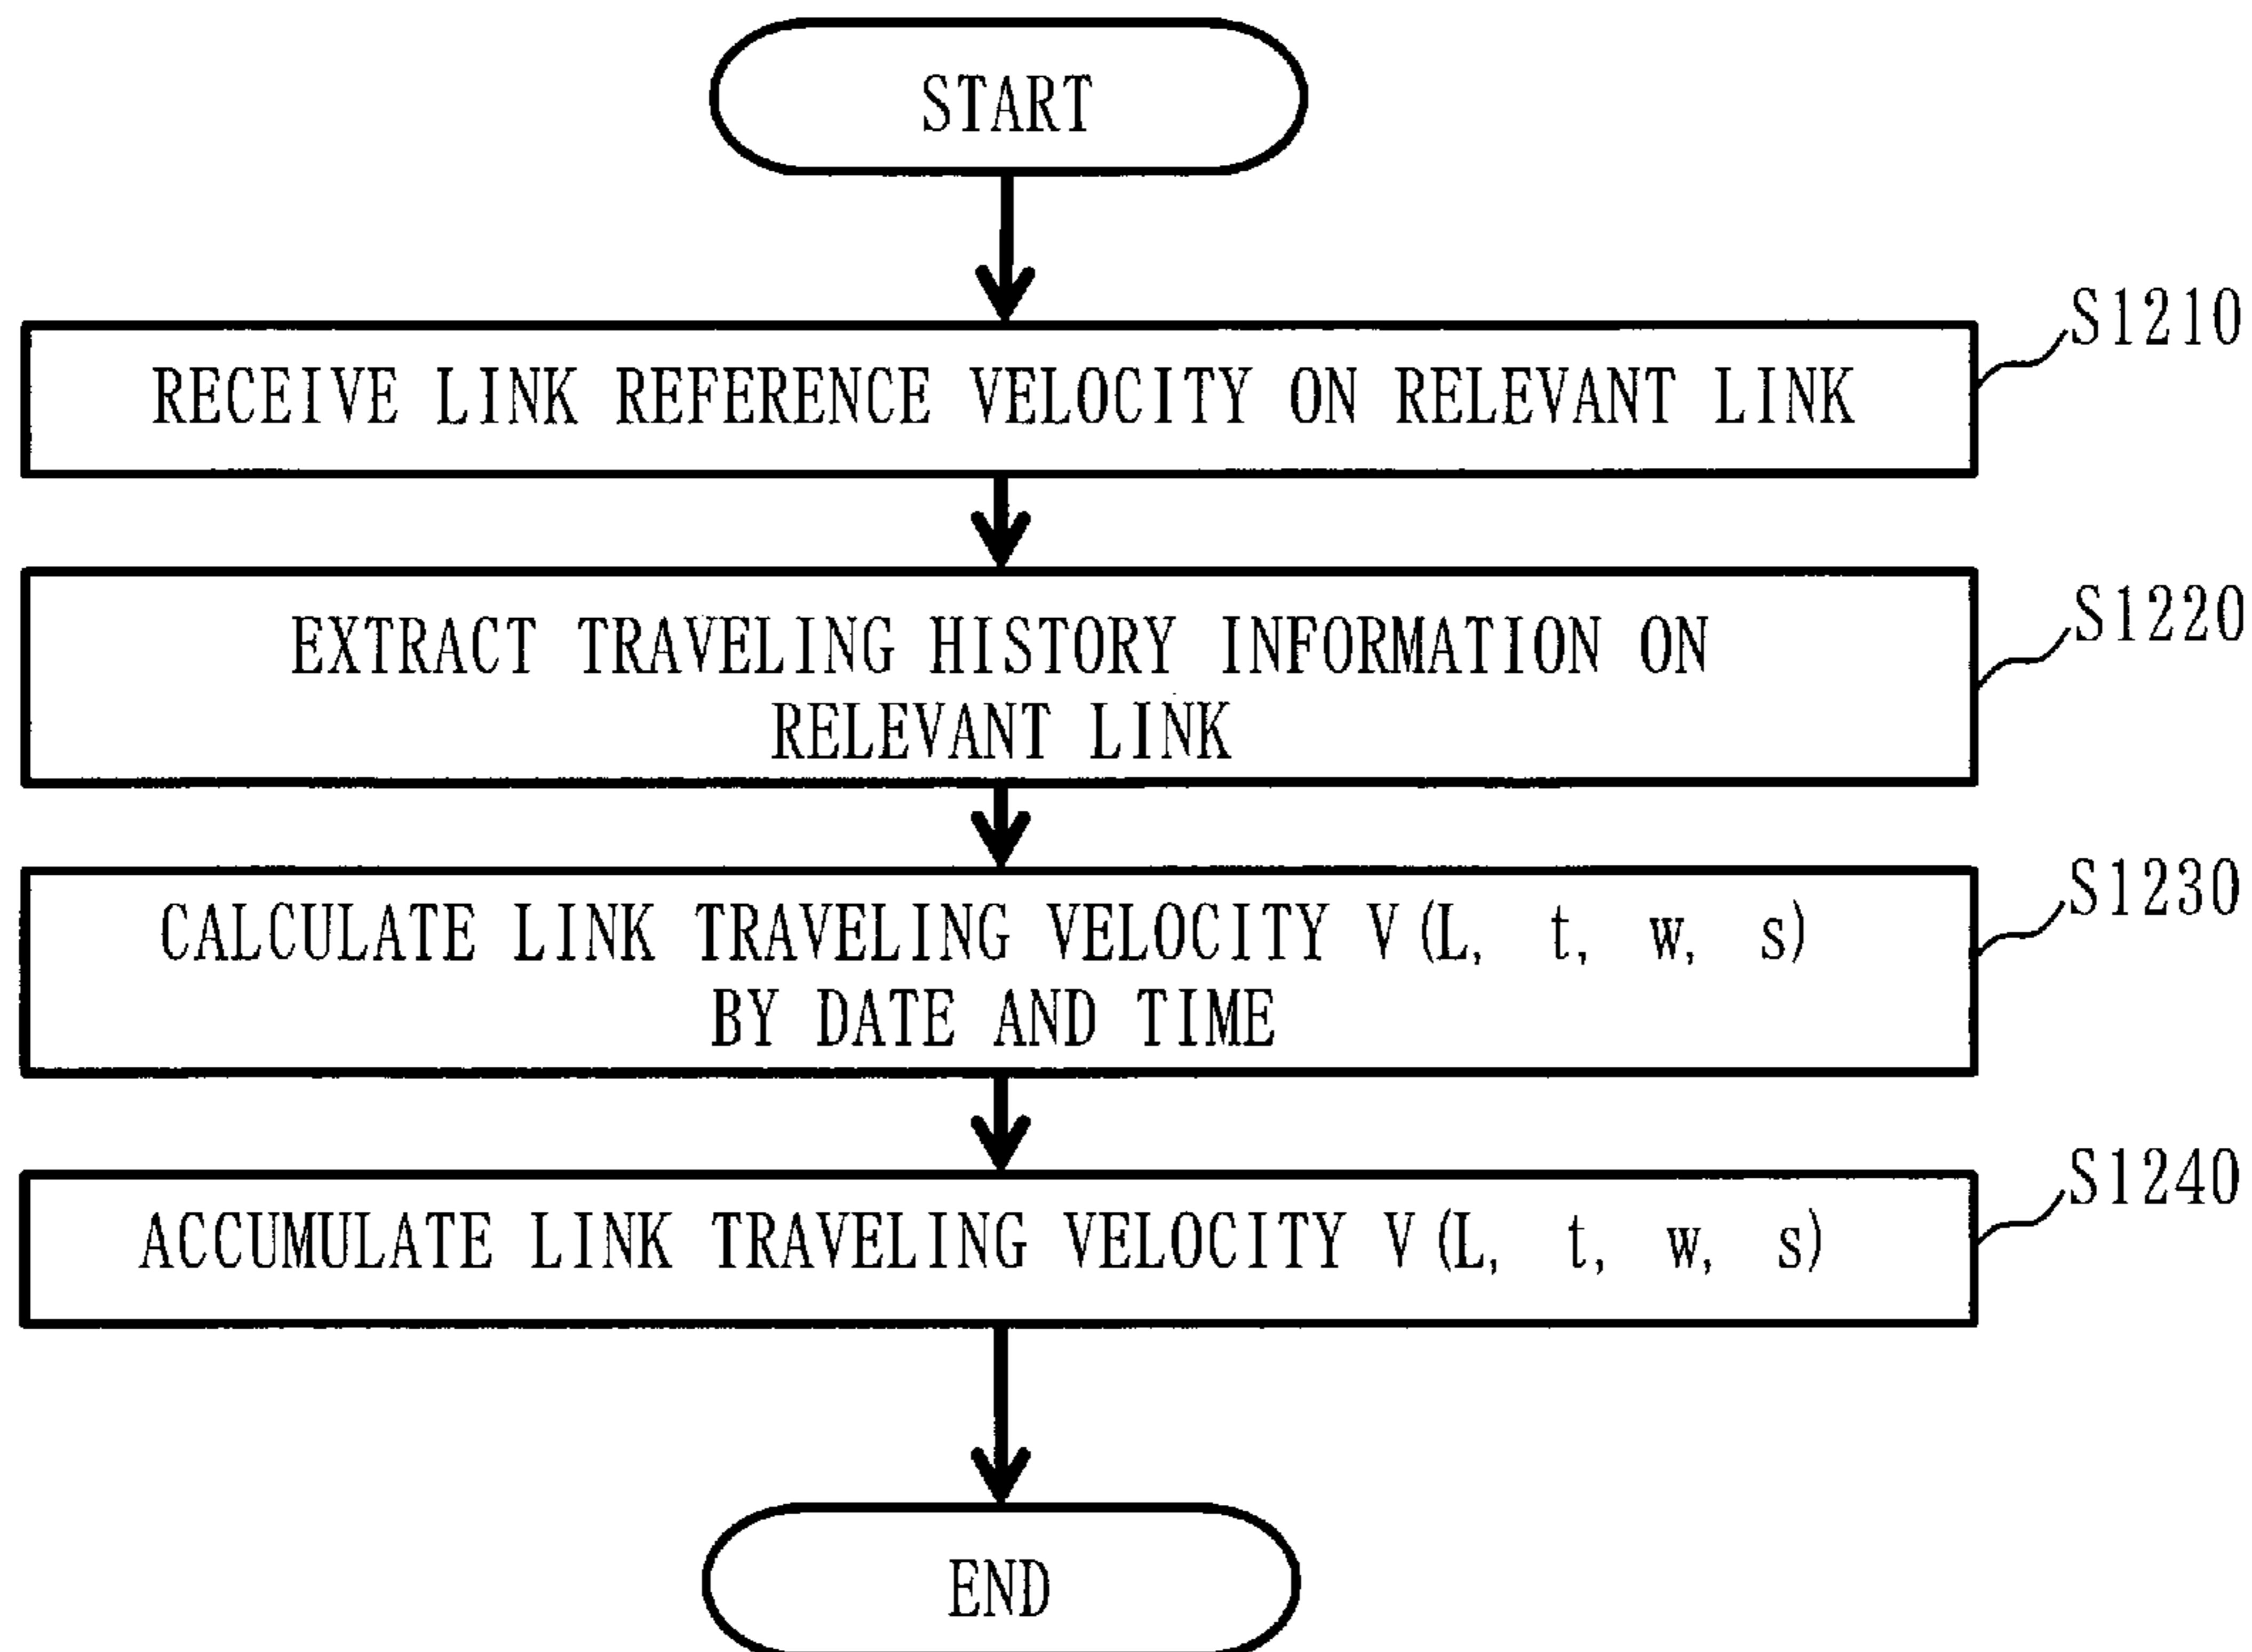 START
S1210
RECEIVE LINK REFERENCE VELOCITY ON RELEVANT LINK
S1220
EXTRACT TRAVELING HISTORY INFORMATION ON
RELEVANT LINK
S1230
CALCULATE LINK TRAVELING VELOCITY V(L, t, w, s)
BY DATE AND TIME
S1240
ACCUMULATE LINK TRAVELING VELOCITY V(L, t, w, s)
END